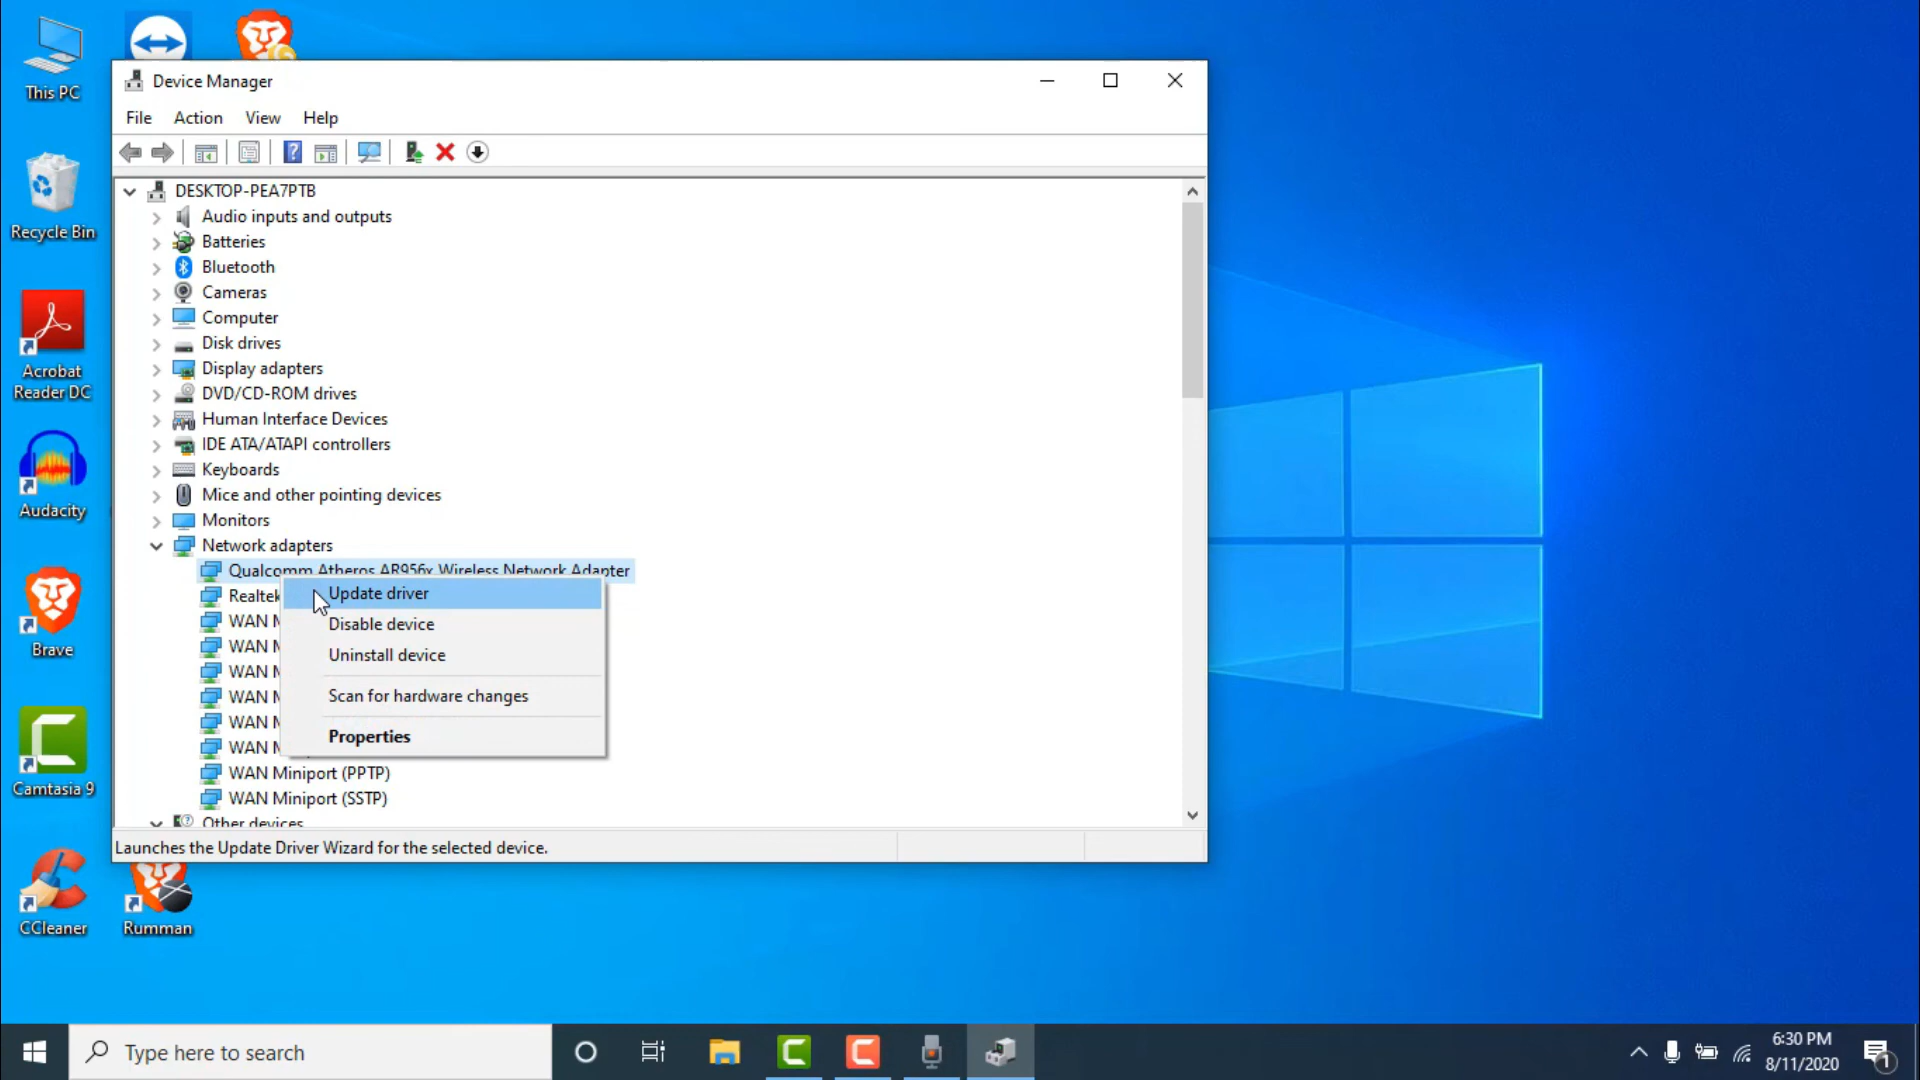 This PC
Recycle Bin
Acrobat
Reader DC
Audacity
Brave
Camtasia 9
CCleaner
Rumman
Device Manager
File Action View Help
DESKTOP-PEA7PTB
Audio inputs and outputs
Batteries
Bluetooth
Cameras
Computer
Disk drives
Display adapters
DVD/CD-ROM drives
Human Interface Devices
IDE ATA/ATAPI controllers
Keyboards
Mice and other pointing devices
Monitors
Network adapters
Qualcomm Atheros AR956x Wireless Network Adapter
Realtek
WAN M
WAN M
WAN M
WAN M
WAN M
WAN M
WAN Miniport (PPTP)
WAN Miniport (SSTP)
Other devices
Update driver
Disable device
Uninstall device
Scan for hardware changes
Properties
Launches the Update Driver Wizard for the selected device.
Type here to search
6:30 PM
8/11/2020
1